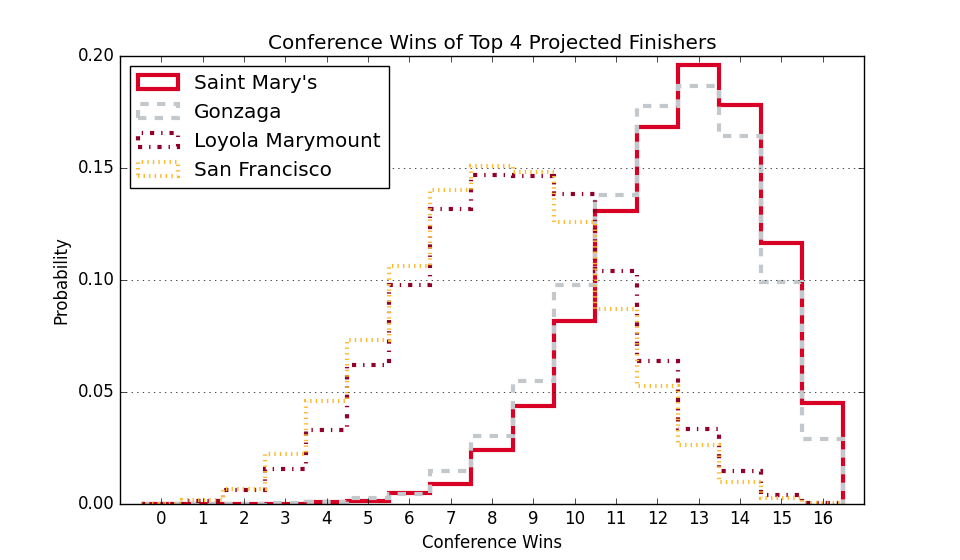 Conference Wins of Top 4 Projected Finishers
Saint Mary's
Gonzaga
Loyola Marymount
San Francisco
0.20
0.15
0.10
0.05
0.00
Probability
0 1 2 3 4 5 6 7 8 9 10 11 12 13 14 15 16
Conference Wins